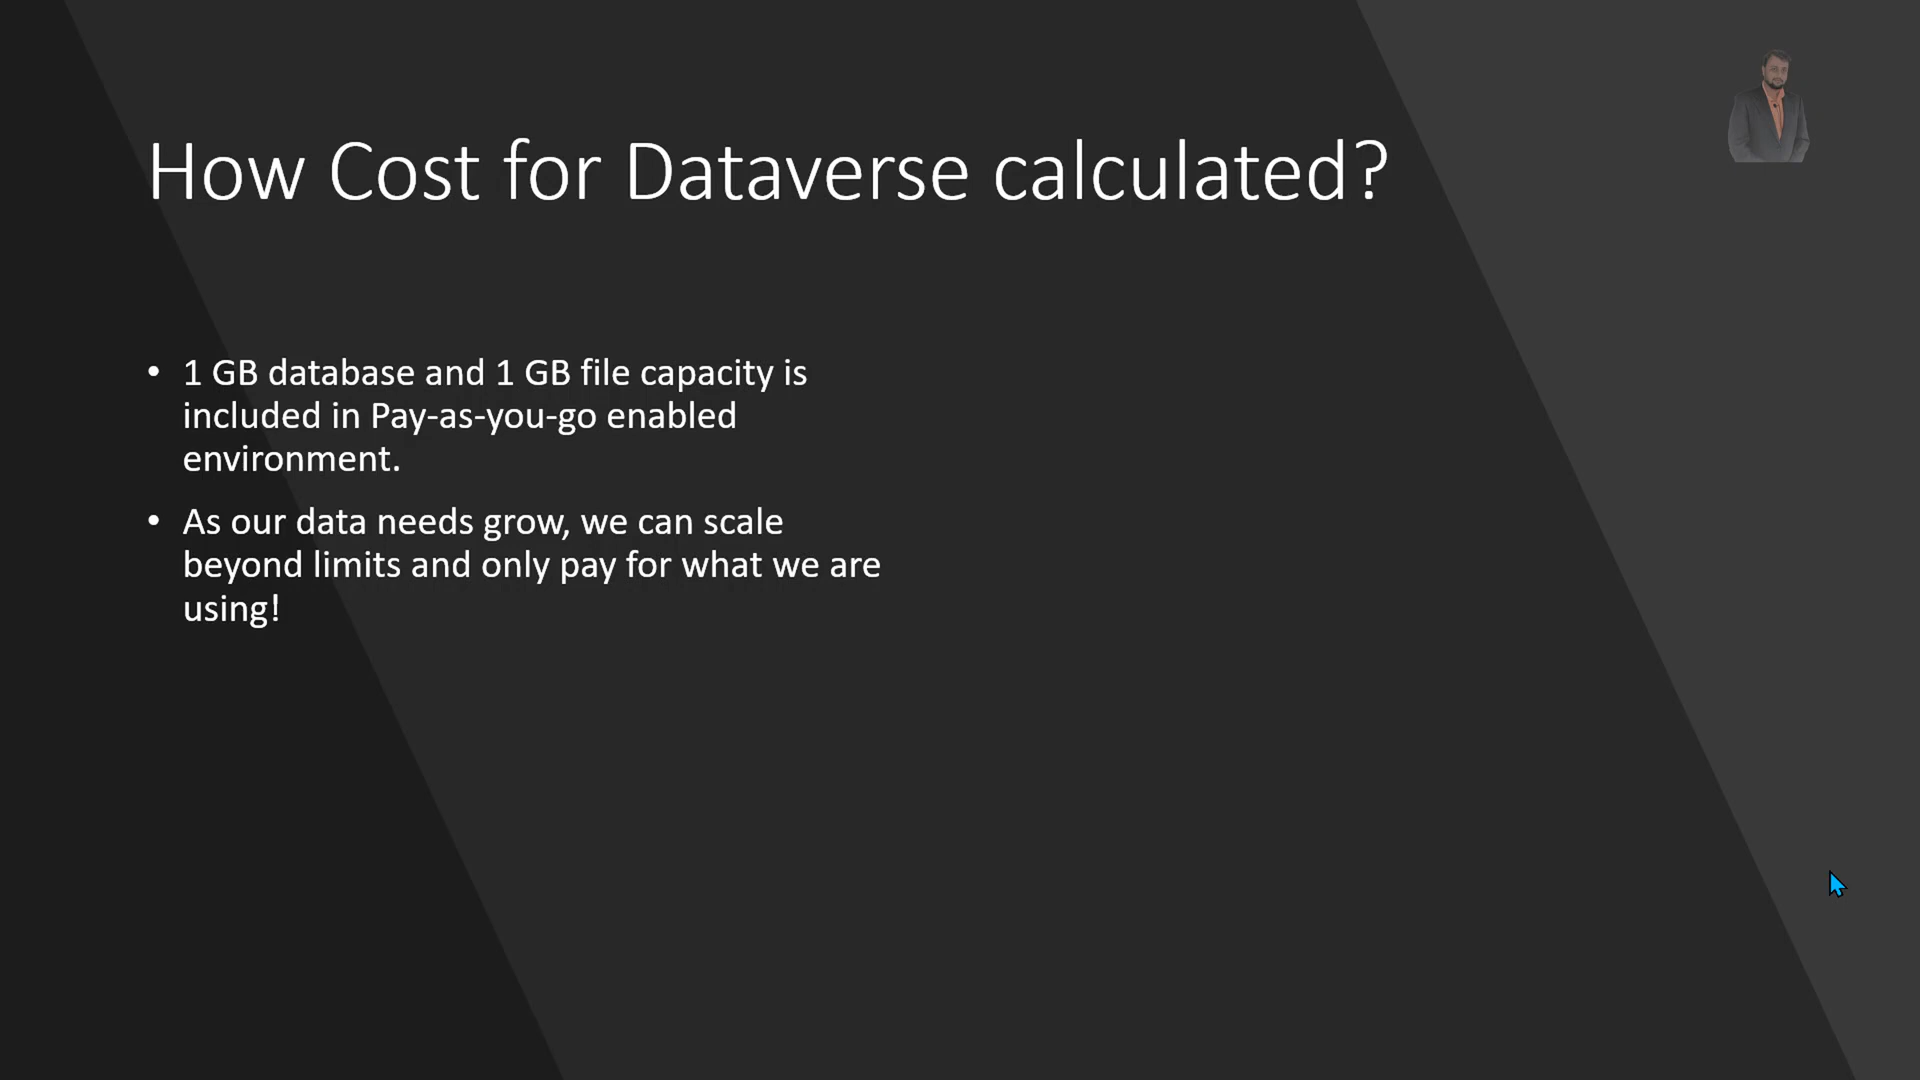 How Cost for Dataverse calculated?
• 1 GB database and 1 GB file capacity is
included in Pay-as-you-go enabled
environment.
• As our data needs grow, we can scale
beyond limits and only pay for what we are
using!